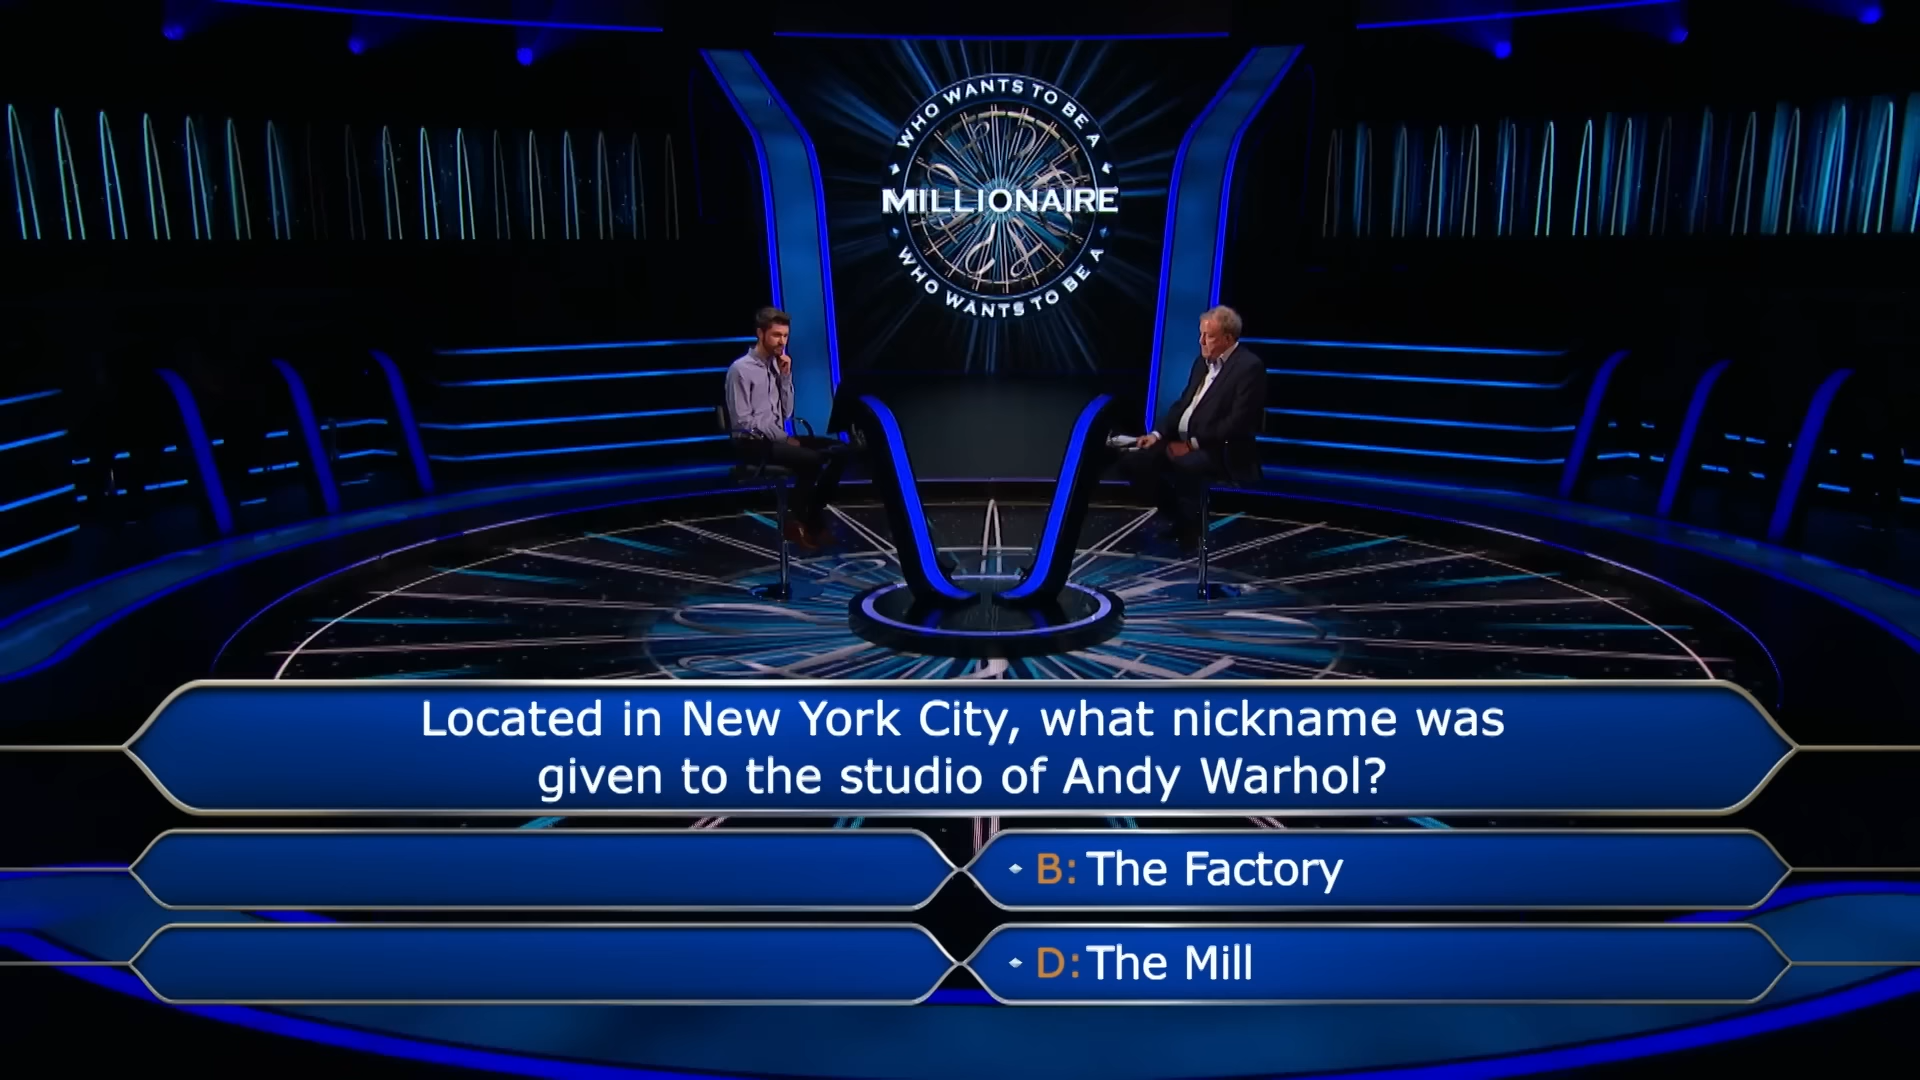 WHO WANTS TO BE A
MILLIONAIRE
WHO WANTS TO BE A
Located in New York City, what nickname was
given to the studio of Andy Warhol?
B: The Factory
D: The Mill